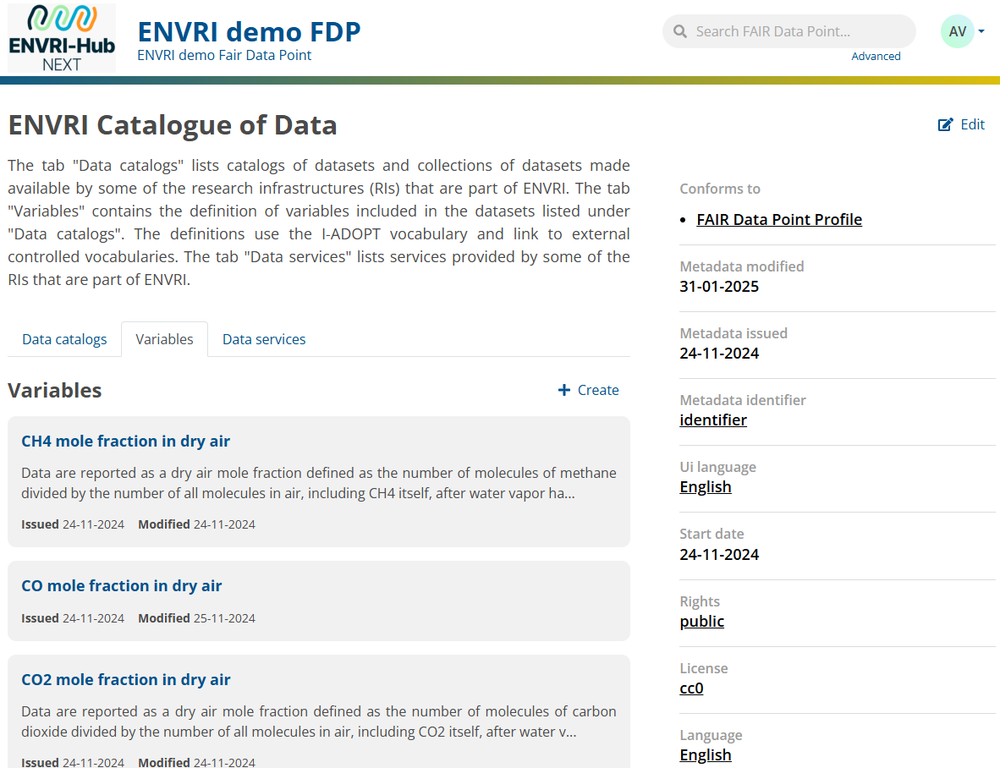 ENVRI-Hub
NEXT
ENVRI demo FDP
ENVRI demo Fair Data Point
Search FAIR Data Point...
Advanced
AV
ENVRI Catalogue of Data
Edit
The tab "Data catalogs" lists catalogs of datasets and collections of datasets made
available by some of the research infrastructures (RIs) that are part of ENVRI. The tab
"Variables" contains the definition of variables included in the datasets listed under
"Data catalogs". The definitions use the I-ADOPT vocabulary and link to external
controlled vocabularies. The tab "Data services" lists services provided by some of the
RIs that are part of ENVRI.
Data catalogs
Variables
Data services
Variables
Create
CH4 mole fraction in dry air
Data are reported as a dry air mole fraction defined as the number of molecules of methane
divided by the number of all molecules in air, including CH4 itself, after water vapor ha...
Issued 24-11-2024 Modified 24-11-2024
CO mole fraction in dry air
Issued 24-11-2024 Modified 25-11-2024
CO2 mole fraction in dry air
Data are reported as a dry air mole fraction defined as the number of molecules of carbon
dioxide divided by the number of all molecules in air, including CO2 itself, after water v...
Issued 24-11-2024 Modified 24-11-2024
Conforms to
FAIR Data Point Profile
Metadata modified
31-01-2025
Metadata issued
24-11-2024
Metadata identifier
identifier
Ui language
English
Start date
24-11-2024
Rights
public
License
cc0
Language
English